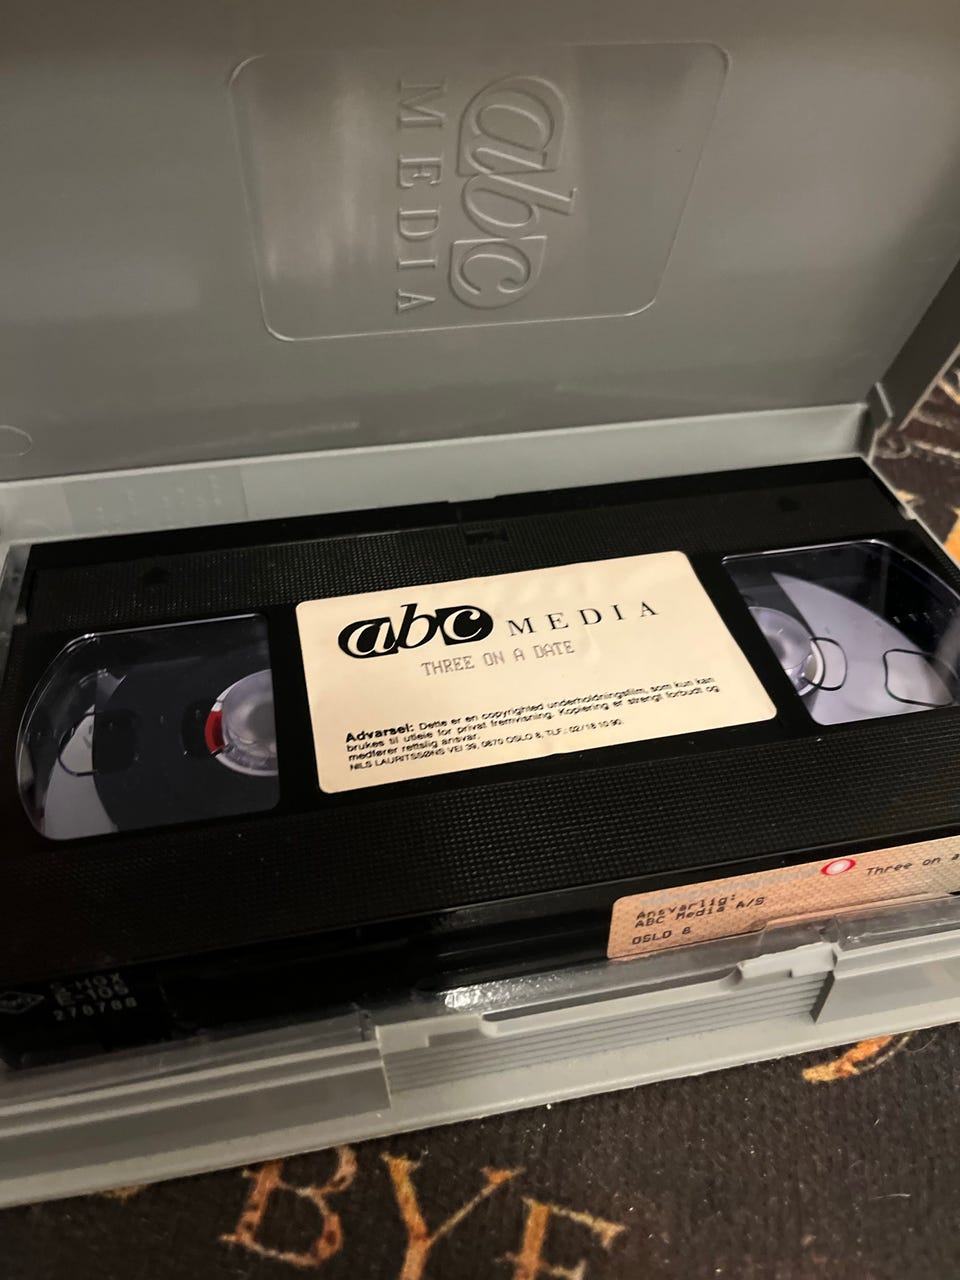 abc
MEDIA
abc MEDIA
THREE ON A DATE
Advarsel: Dette er en copyrighted underholdningsfilm, som kun kan
brukes til utleie for privat fremvisning. Kopiering er strengt forbudt og
medfører rettslig ansvar.
NILS LAURITSSØNS VEI 39, 0870 OSLO 8, TLF.: 02/18 10 90.
Three on a
Ansvarlig:
ABC Media A/S
OSLO 8
E-105
270788
BYE